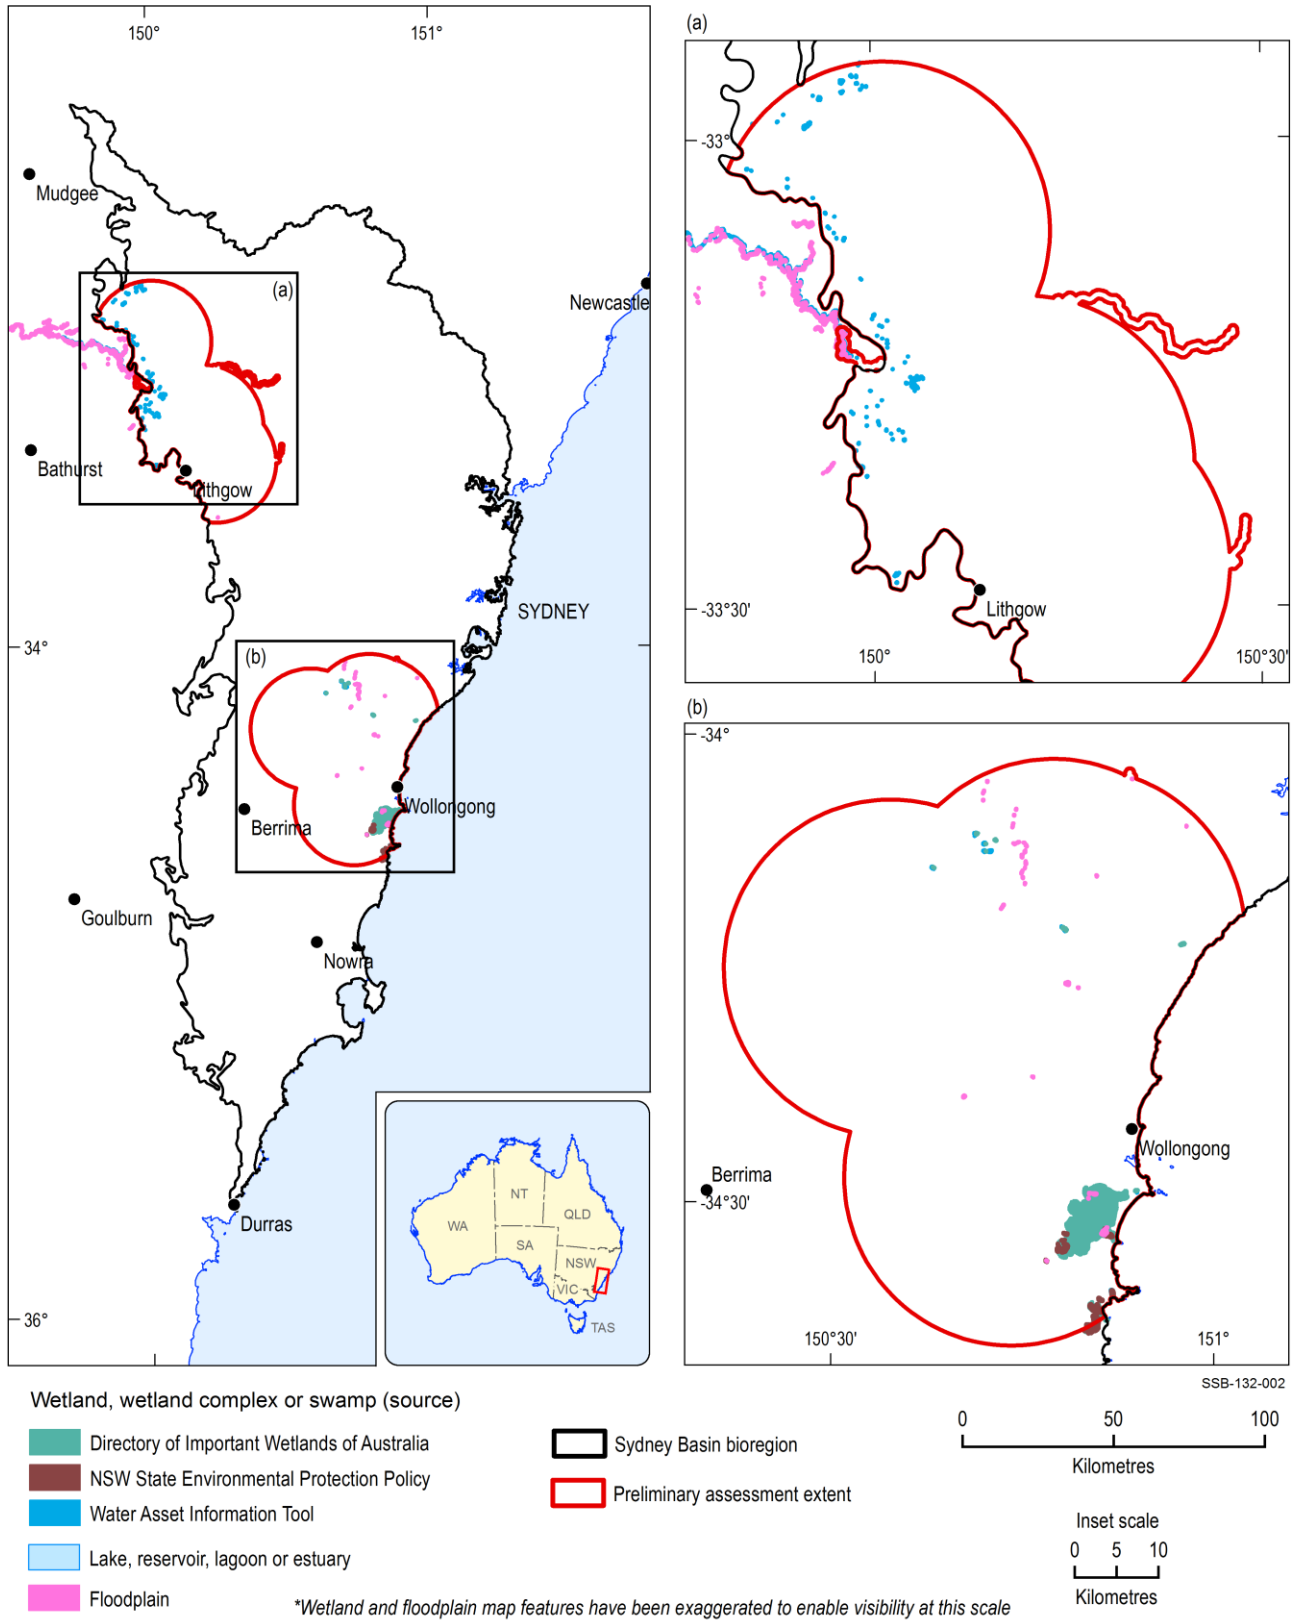 150°
151°
Mudgee
(a)
Newcastle
Bathurst
Lithgow
SYDNEY
34°
(b)
Wollongong
Berrima
Goulburn
Nowra
Durras
36°
NT
WA
QLD
SA
NSW
VIC
TAS
(a)
-33°
Lithgow
-33°30'
150°
150°30'
(b)
-34°
Wollongong
Berrima
-34°30'
150°30'
151°
SSB-132-002
Wetland, wetland complex or swamp (source)
Directory of Important Wetlands of Australia
NSW State Environmental Protection Policy
Water Asset Information Tool
Lake, reservoir, lagoon or estuary
Floodplain
Sydney Basin bioregion
Preliminary assessment extent
0 50 100
Kilometres
Inset scale
0 5 10
Kilometres
*Wetland and floodplain map features have been exaggerated to enable visibility at this scale